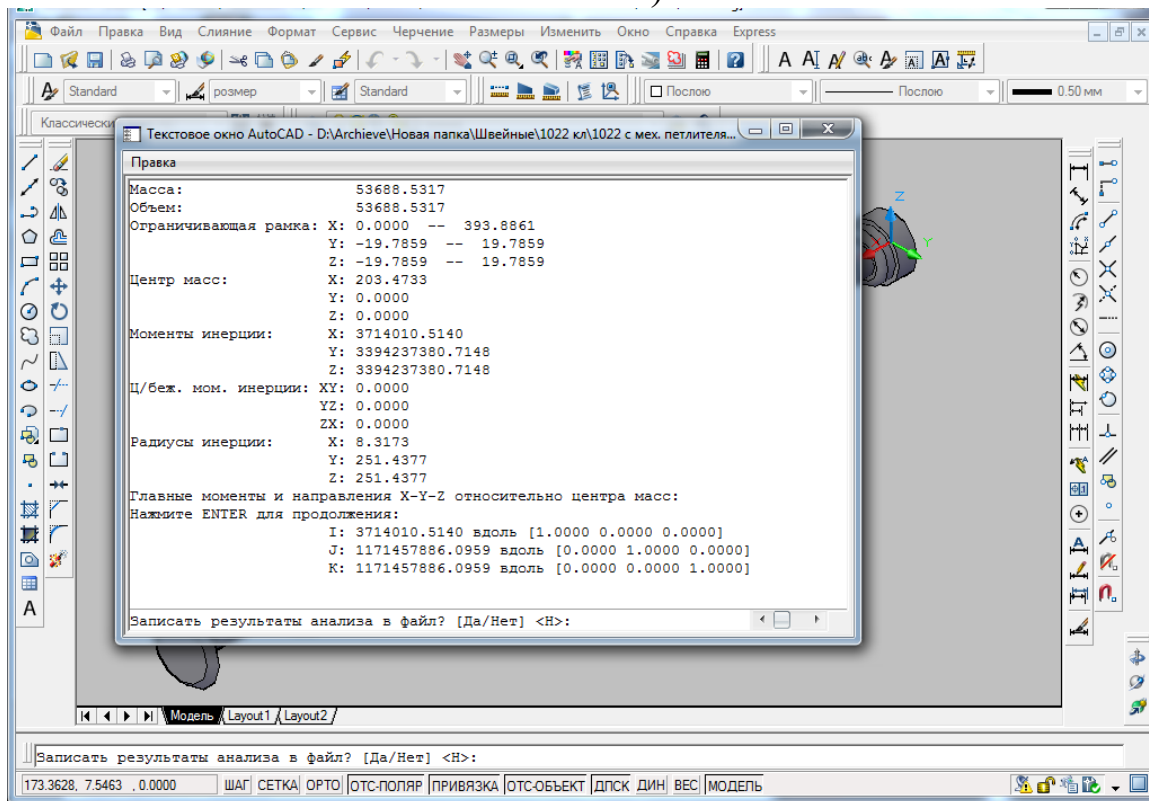 Файл Правка Вид Слияние Формат Сервис Черчение Размеры Изменить Окно Справка Express
Standard розмер Standard Послою Послою 0.50 мм
Классически
Текстовое окно AutoCAD - D:\Archieve\Новая папка\Швейные\1022 кл\1022 с мех. петлителя...
Правка
Масса: 53688.5317
Объем: 53688.5317
Ограничивающая рамка: X: 0.0000 -- 393.8861
Y: -19.7859 -- 19.7859
Z: -19.7859 -- 19.7859
Центр масс: X: 203.4733
Y: 0.0000
Z: 0.0000
Моменты инерции: X: 3714010.5140
Y: 3394237380.7148
Z: 3394237380.7148
Ц/беж. мом. инерции: XY: 0.0000
YZ: 0.0000
ZX: 0.0000
Радиусы инерции: X: 8.3173
Y: 251.4377
Z: 251.4377
Главные моменты и направления X-Y-Z относительно центра масс:
Нажмите ENTER для продолжения:
I: 3714010.5140 вдоль [1.0000 0.0000 0.0000]
J: 1171457886.0959 вдоль [0.0000 1.0000 0.0000]
K: 1171457886.0959 вдоль [0.0000 0.0000 1.0000]
Записать результаты анализа в файл? [Да/Нет] <Н>:
Z
Y
Модель Layout1 Layout2
Записать результаты анализа в файл? [Да/Нет] <Н>:
173.3628, 7.5463 , 0.0000 ШАГ СЕТКА ОРТО ОТС-ПОЛЯР ПРИВЯЗКА ОТС-ОБЪЕКТ ДПСК ДИН ВЕС МОДЕЛЬ